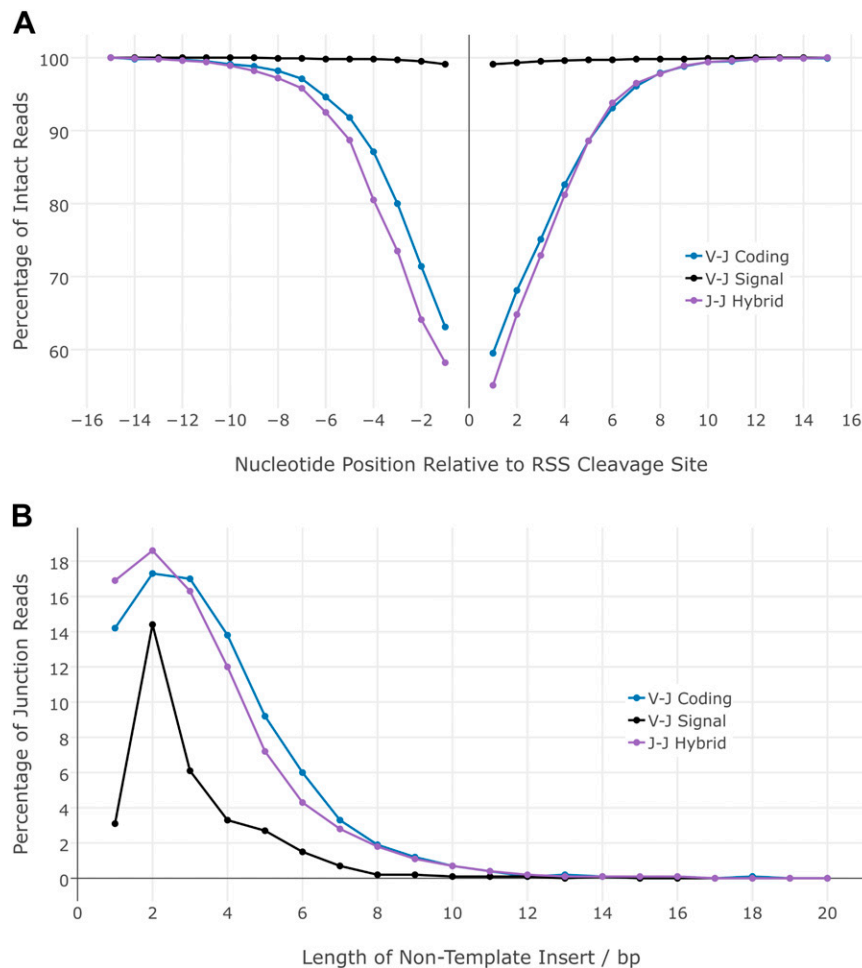 A
Percentage of Intact Reads
100
90
80
70
60
V-J Coding
V-J Signal
J-J Hybrid
−16 −14 −12 −10 −8 −6 −4 −2 0 2 4 6 8 10 12 14 16
Nucleotide Position Relative to RSS Cleavage Site
B
Percentage of Junction Reads
18
16
14
12
10
8
6
4
2
0
V-J Coding
V-J Signal
J-J Hybrid
0 2 4 6 8 10 12 14 16 18 20
Length of Non-Template Insert / bp